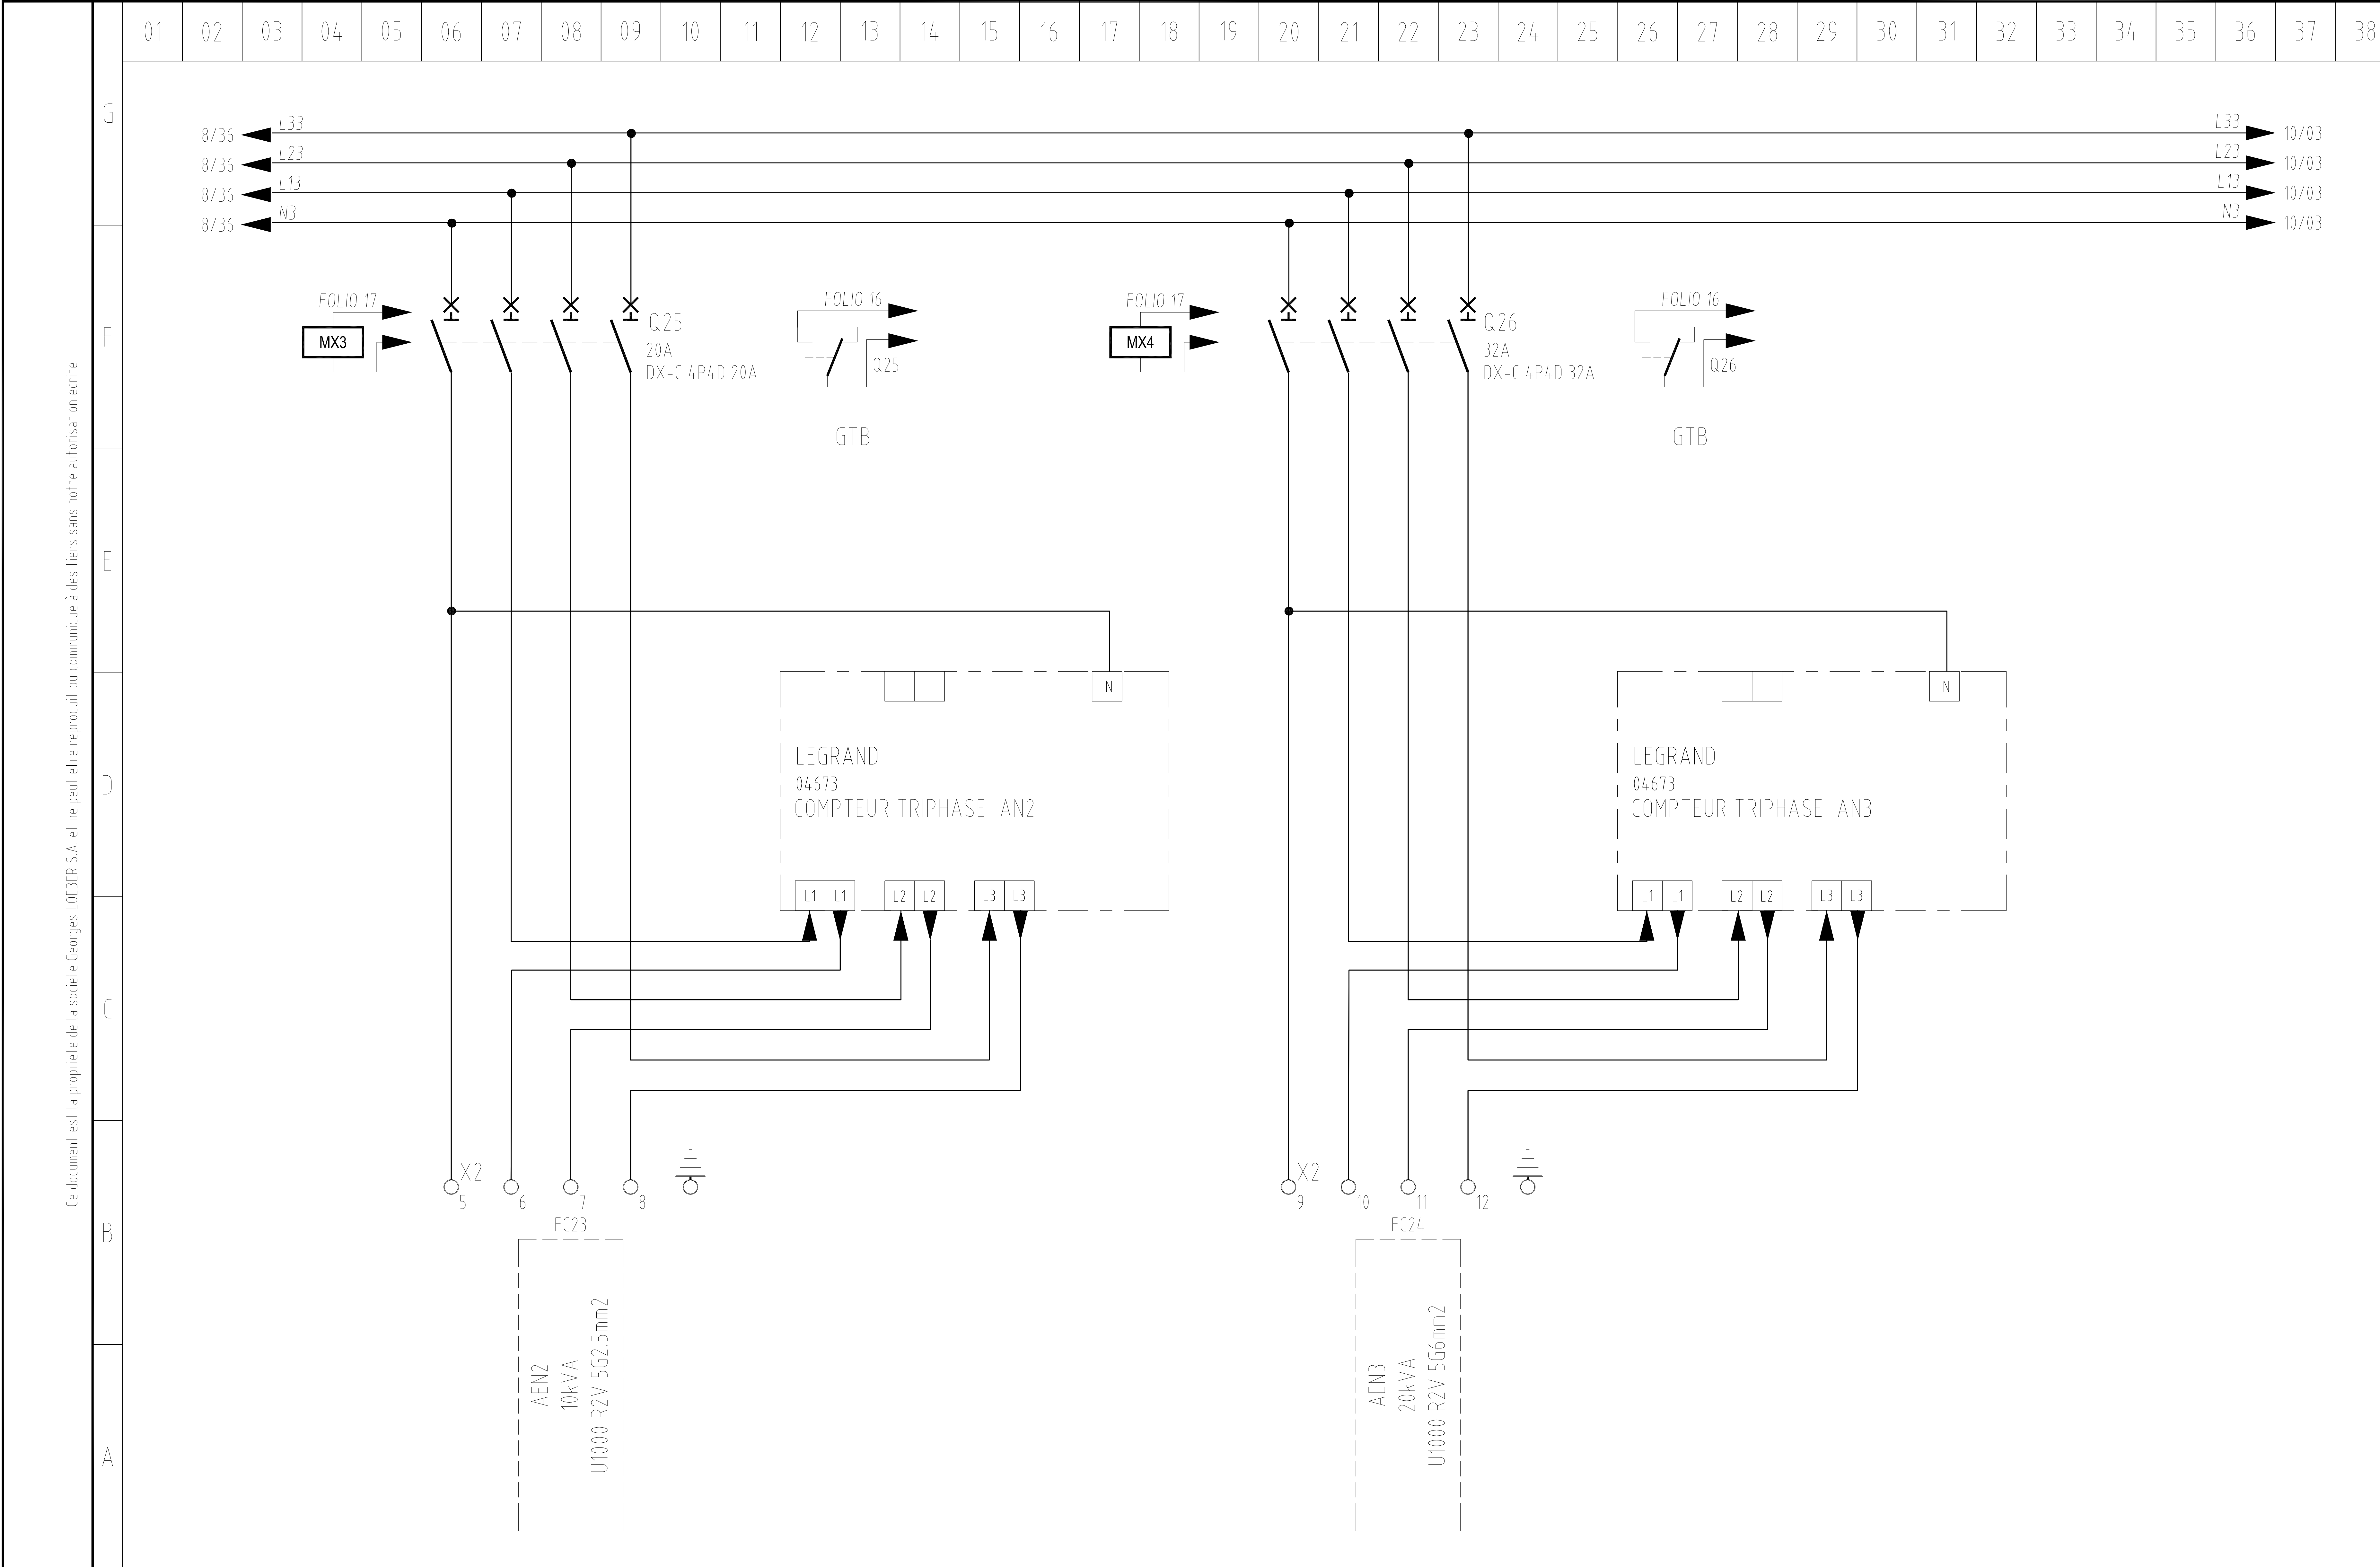 01 02 03 04 05 06 07 08 09 10 11 12 13 14 15 16 17 18 19 20 21 22 23 24 25 26 27 28 29 30 31 32 33 34 35 36 37 38
G
8/36 L33 L33 10/03
8/36 L23 L23 10/03
8/36 L13 L13 10/03
8/36 N3 N3 10/03
F
FOLIO 17
MX3
Q25
20A
DX-C 4P4D 20A
FOLIO 16
Q25
GTB
FOLIO 17
MX4
Q26
32A
DX-C 4P4D 32A
FOLIO 16
Q26
GTB
E
D
N
LEGRAND
04673
COMPTEUR TRIPHASE AN2
L1 L1 L2 L2 L3 L3
N
LEGRAND
04673
COMPTEUR TRIPHASE AN3
L1 L1 L2 L2 L3 L3
C
B
X2
5 6 7 8
FC23
AEN2
10kVA
U1000 R2V 5G2.5mm2
X2
9 10 11 12
FC24
AEN3
20kVA
U1000 R2V 5G6mm2
A
Ce document est la propriete de la societe Georges LOEBER S.A. et ne peut etre reproduit ou communique à des tiers sans notre autorisation ecrite